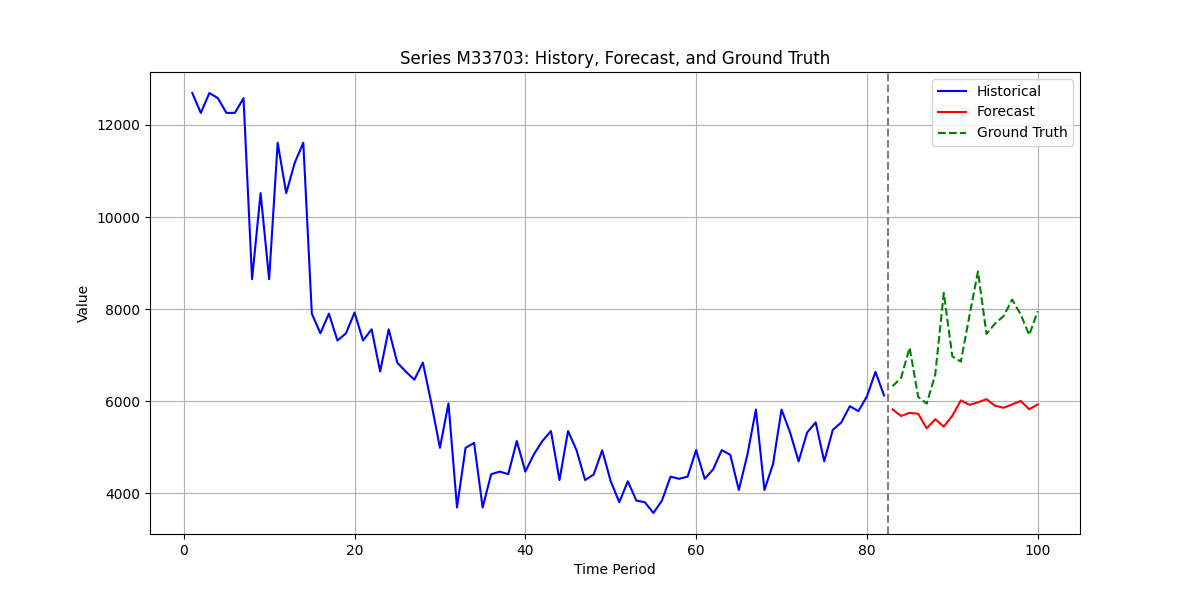 Series M33703: History, Forecast, and Ground Truth
Historical
Forecast
Ground Truth
Value
12000
10000
8000
6000
4000
0
20
40
60
80
100
Time Period